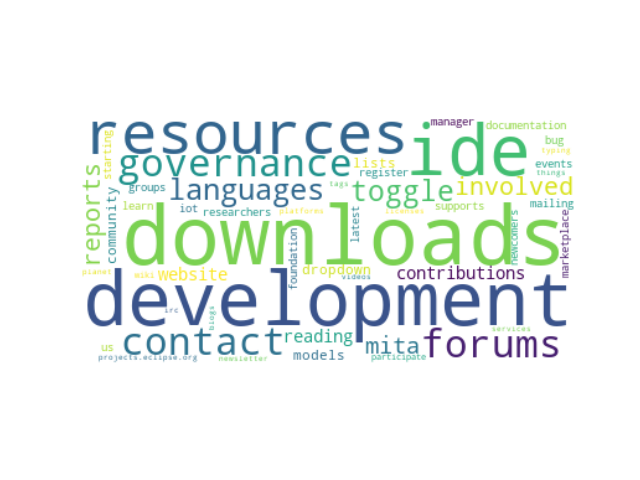 resources
ide
manager
documentation
bug
typing
starting
governance
lists
register
events
things
reports
community
groups
languages
tags
toggle
involved
learn
iot
researchers
platforms
latest
licenses
supports
newcomers
mailing
marketplace
downloads
planet
wiki
website
foundation
dropdown
videos
contributions
development
irc
blogs
contact
reading
mita
forums
services
us
projects.eclipse.org
newsletter
models
participate